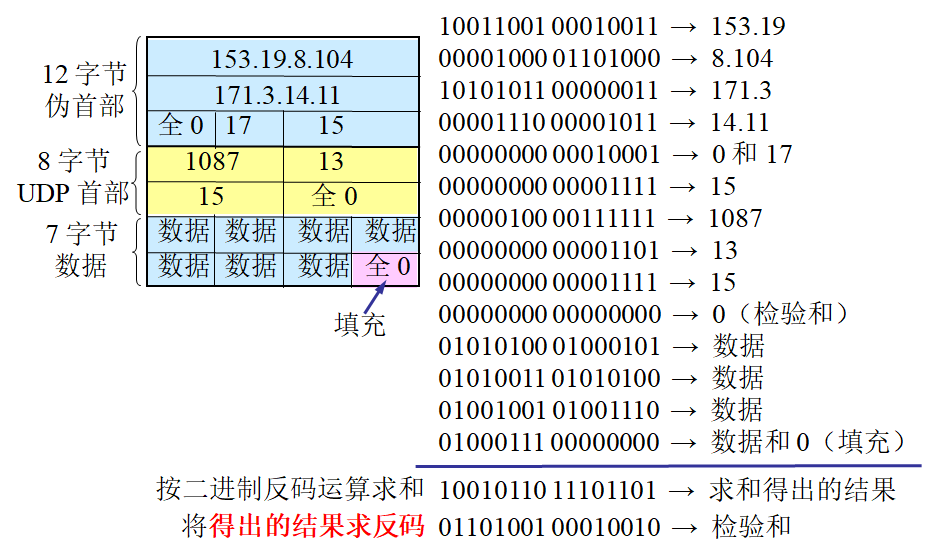 12 字节
伪首部
153.19.8.104
171.3.14.11
全 0 17 15
8 字节
UDP 首部
1087 13
15 全 0
7 字节
数据
数据 数据 数据 数据
数据 数据 数据 全 0
填充
10011001 00010011 → 153.19
00001000 01101000 → 8.104
10101011 00000011 → 171.3
00001110 00001011 → 14.11
00000000 00010001 → 0 和 17
00000000 00001111 → 15
00000100 00111111 → 1087
00000000 00001101 → 13
00000000 00001111 → 15
00000000 00000000 → 0（检验和）
01010100 01000101 → 数据
01010011 01010100 → 数据
01001001 01001110 → 数据
01000111 00000000 → 数据和 0（填充）
按二进制反码运算求和 10010110 11101101 → 求和得出的结果
将得出的结果求反码 01101001 00010010 → 检验和